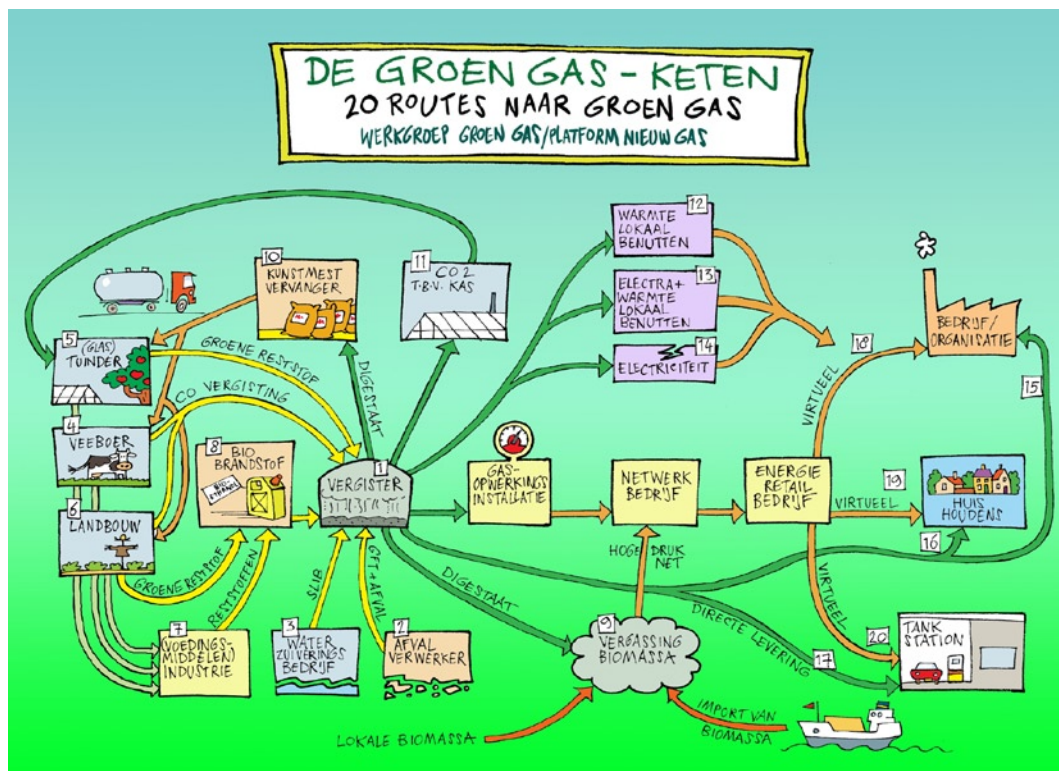 DE GROEN GAS - KETEN
20 ROUTES NAAR GROEN GAS
WERKGROEP GROEN GAS/PLATFORM NIEUW GAS
12
WARMTE
LOKAAL
BENUTTEN
10
KUNSTMEST
VERVANGER
11
CO2
T.B.V. KAS
13
ELECTRA+
WARMTE
LOKAAL
BENUTTEN
14
ELECTRICITEIT
BEDRIJF/
ORGANISATIE
18
VIRTUEEL
15
5
(GLAS)
TUINDER
GROENE RESTSTOF
CO VERGISTING
DIGESTAAT
4
VEEBOER
8
BIO
BRANDSTOF
BIO
ETHANOL
1
VERGISTER
GAS-
OPWERKINGS
INSTALLATIE
NETWERK
BEDRIJF
ENERGIE
RETAIL
BEDRIJF
19
VIRTUEEL
HUIS
HOUDENS
16
6
LANDBOUW
GROENE RESTSTOF
RESTSTOFFEN
SLIB
GFT+AFVAL
DIGESTAAT
HOGE DRUK
NET
VIRTUEEL
DIRECTE LEVERING
17
20
TANK
STATION
7
(VOEDINGS-
MIDDELEN)
INDUSTRIE
3
WATER
ZUIVERINGS
BEDRIJF
2
AFVAL
VERWERKER
9
VERGASSING
BIOMASSA
LOKALE BIOMASSA
IMPORT VAN
BIOMASSA